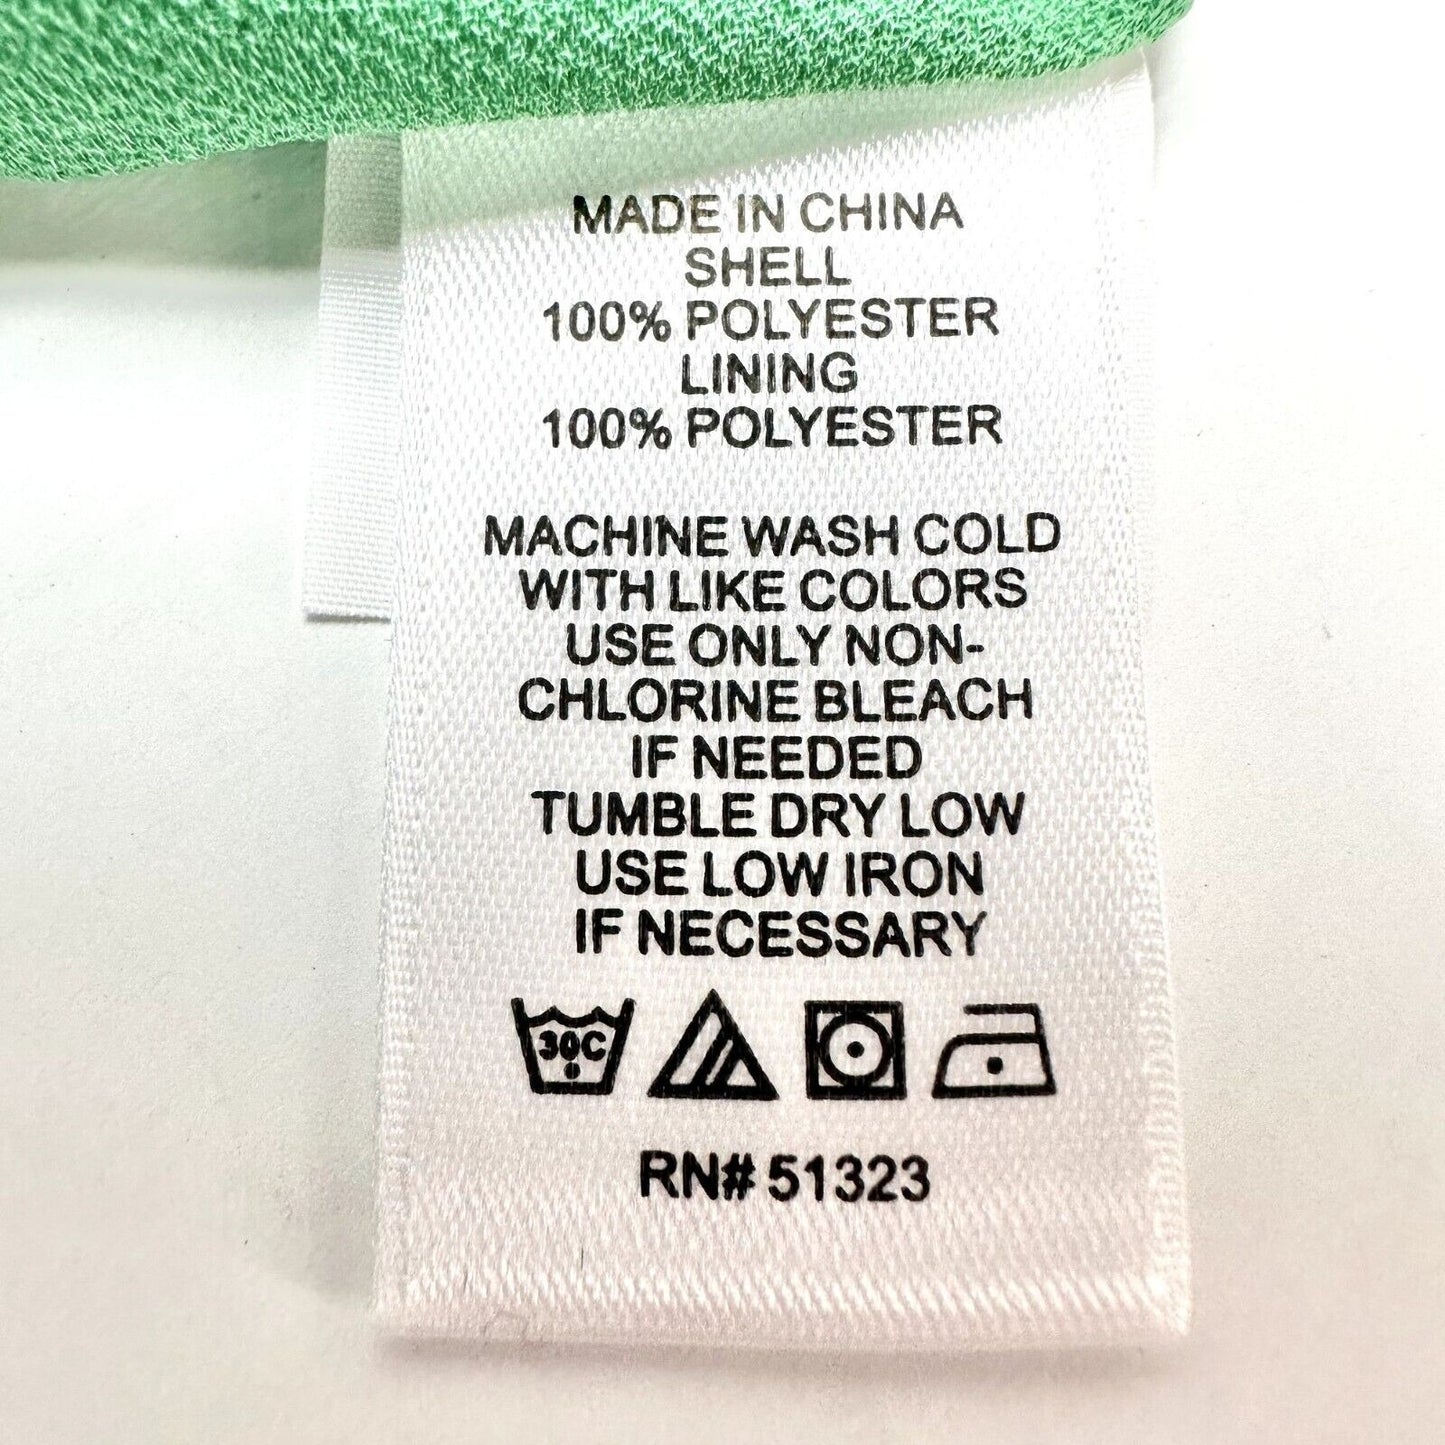 MADE IN CHINA
SHELL
100% POLYESTER
LINING
100% POLYESTER
MACHINE WASH COLD
WITH LIKE COLORS
USE ONLY NON-
CHLORINE BLEACH
IF NEEDED
TUMBLE DRY LOW
USE LOW IRON
IF NECESSARY
30C
RN# 51323